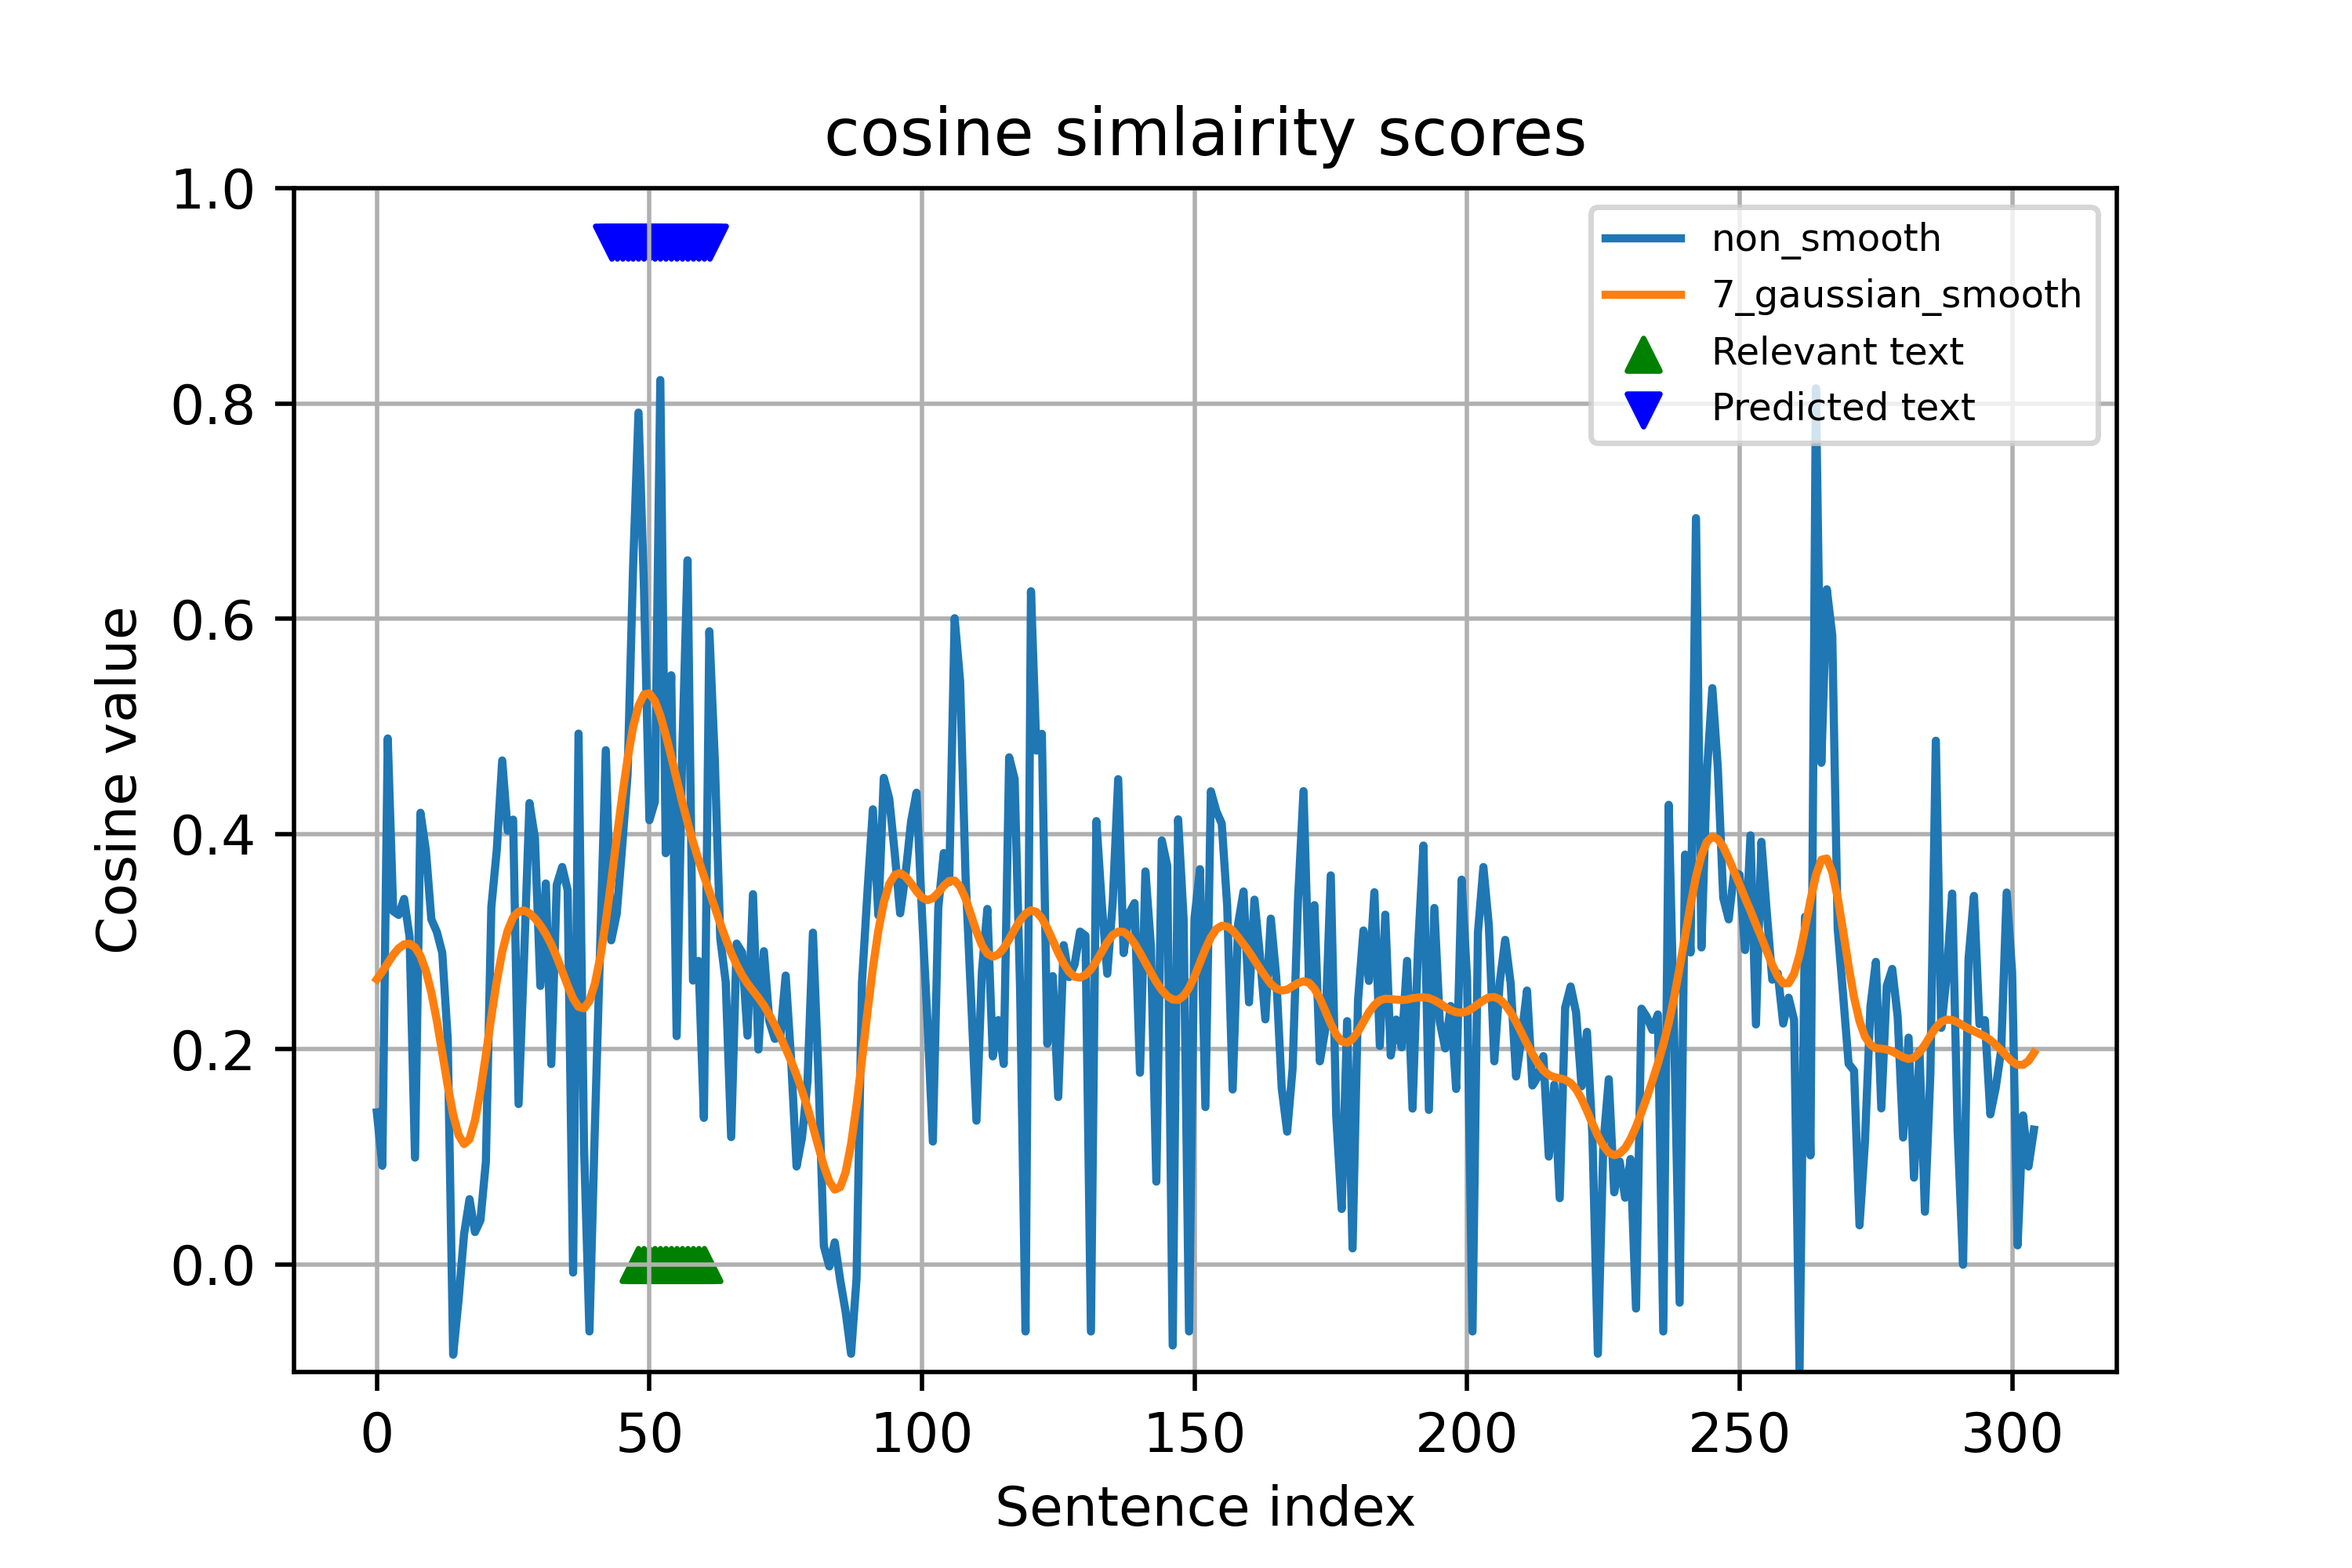 cosine simlairity scores
1.0
0.8
0.6
0.4
0.2
0.0
Cosine value
non_smooth
7_gaussian_smooth
Relevant text
Predicted text
0 50 100 150 200 250 300
Sentence index